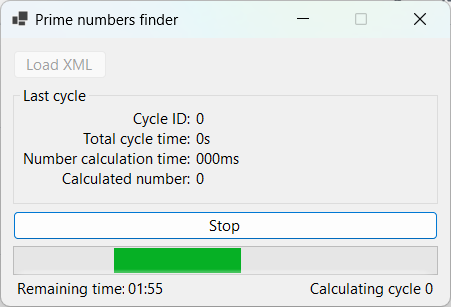 Prime numbers finder
Load XML
Last cycle
Cycle ID: 0
Total cycle time: 0s
Number calculation time: 000ms
Calculated number: 0
Stop
Remaining time: 01:55 Calculating cycle 0